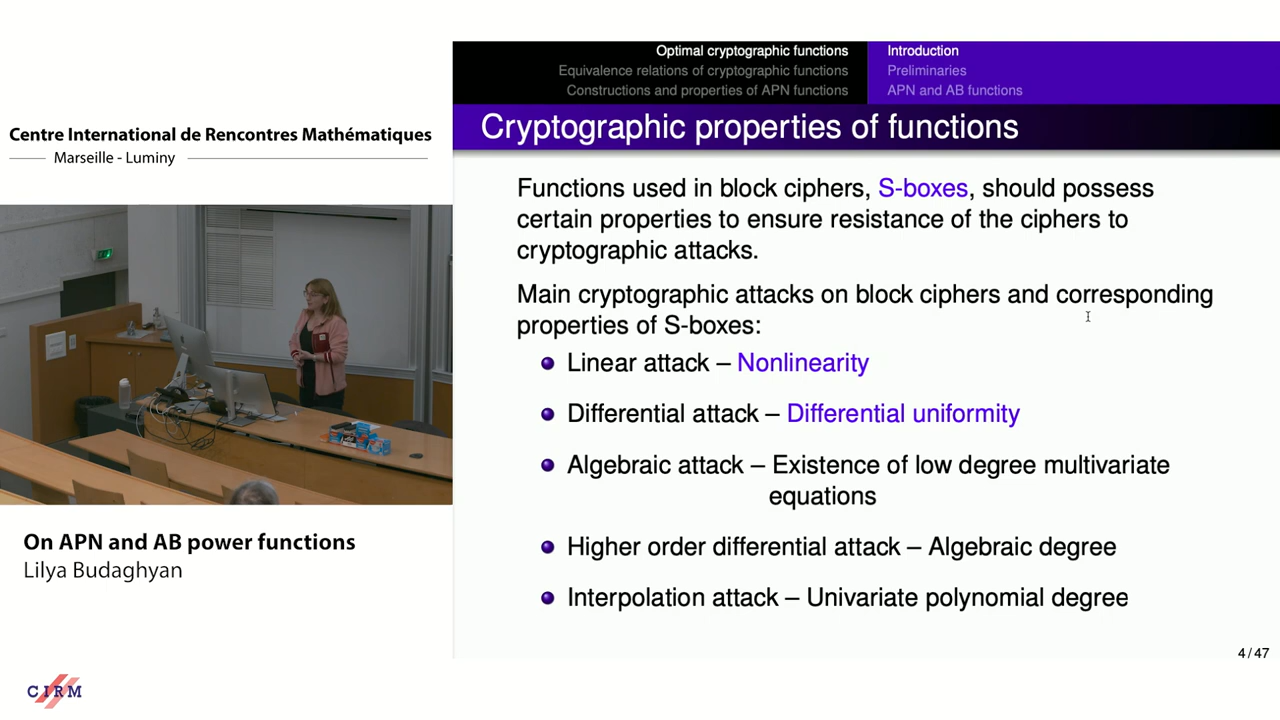 Centre International de Rencontres Mathématiques
Marseille - Luminy
On APN and AB power functions
Lilya Budaghyan
CIRM
Optimal cryptographic functions
Equivalence relations of cryptographic functions
Constructions and properties of APN functions
Introduction
Preliminaries
APN and AB functions
Cryptographic properties of functions
Functions used in block ciphers, S-boxes, should possess
certain properties to ensure resistance of the ciphers to
cryptographic attacks.
Main cryptographic attacks on block ciphers and corresponding
properties of S-boxes:
Linear attack – Nonlinearity
Differential attack – Differential uniformity
Algebraic attack – Existence of low degree multivariate
equations
Higher order differential attack – Algebraic degree
Interpolation attack – Univariate polynomial degree
4 / 47